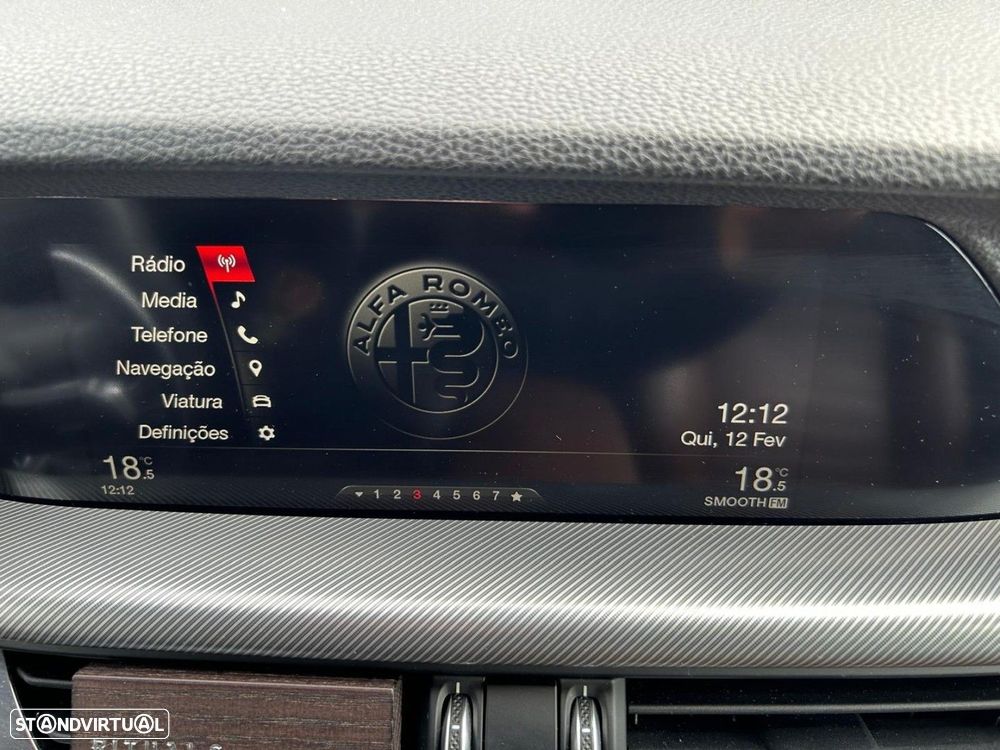 Rádio
Media
Telefone
Navegação
Viatura
Definições
ALFA ROMEO
12:12
Qui, 12 Fev
18.5°C
12:12
1 2 3 4 5 6 7
18.5°C
SMOOTH FM
STANDVIRTUAL